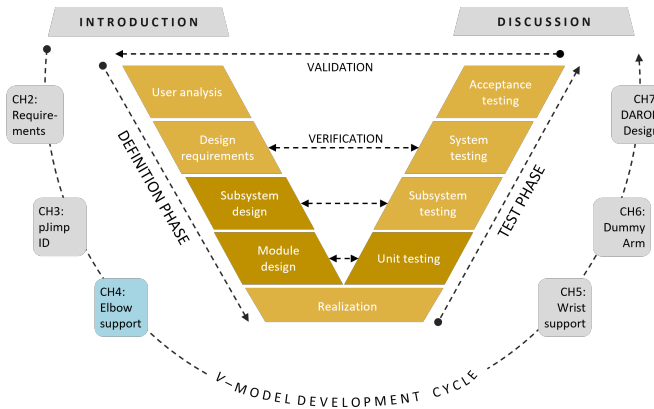 INTRODUCTION
DISCUSSION
VALIDATION
User analysis
Acceptance
testing
CH2:
Require-
ments
CH7
Design
Design
requirements
VERIFICATION
System
testing
DEFINITION PHASE
TEST PHASE
Subsystem
design
Subsystem
testing
CH3:
pJimp
ID
CH6:
Dummy
Arm
Module
design
Unit testing
CH4:
Elbow
support
CH5:
Wrist
support
Realization
V–MODEL DEVELOPMENT CYCLE